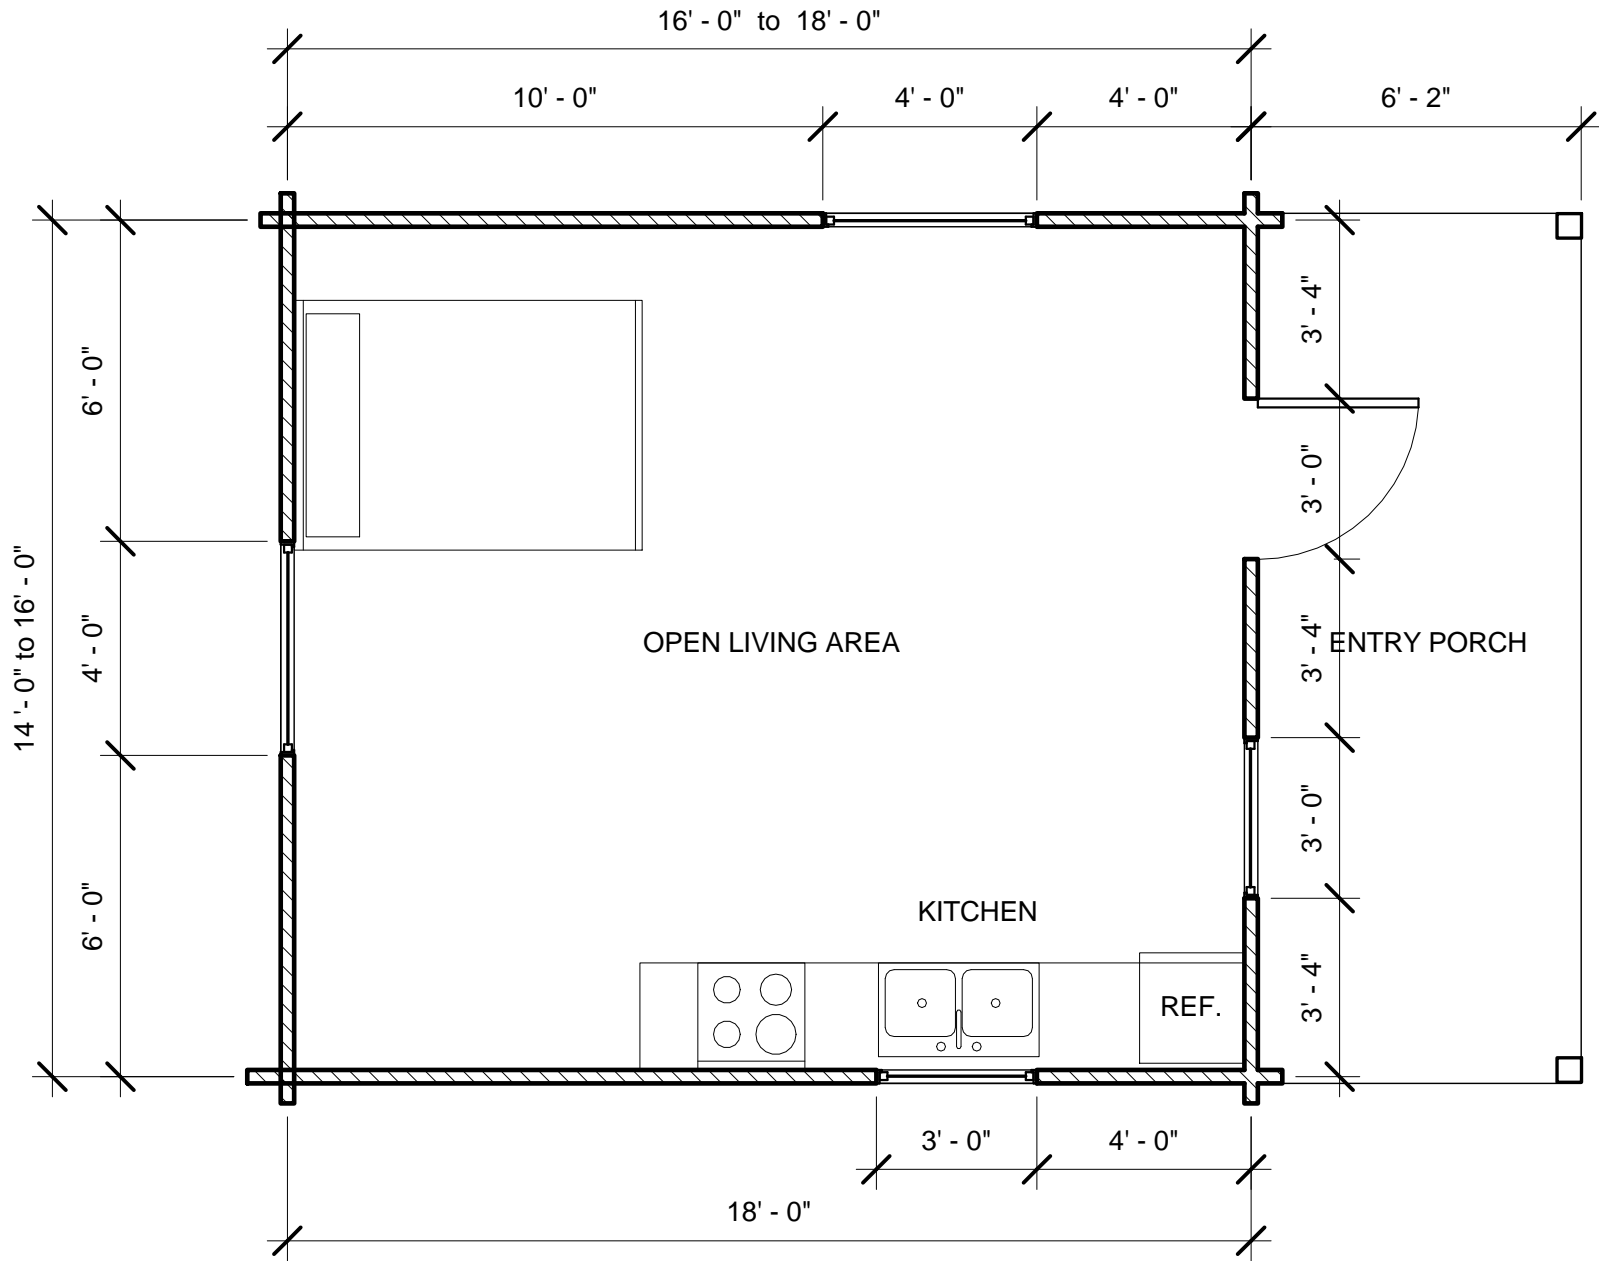 16' - 0" to 18' - 0"
10' - 0"
4' - 0"
4' - 0"
6' - 2"
14 '- 0" to 16' - 0"
6' - 0"
4' - 0"
6' - 0"
3' - 4"
3' - 0"
3' - 4"
3' - 0"
3' - 4"
OPEN LIVING AREA
ENTRY PORCH
KITCHEN
REF.
3' - 0"
4' - 0"
18' - 0"